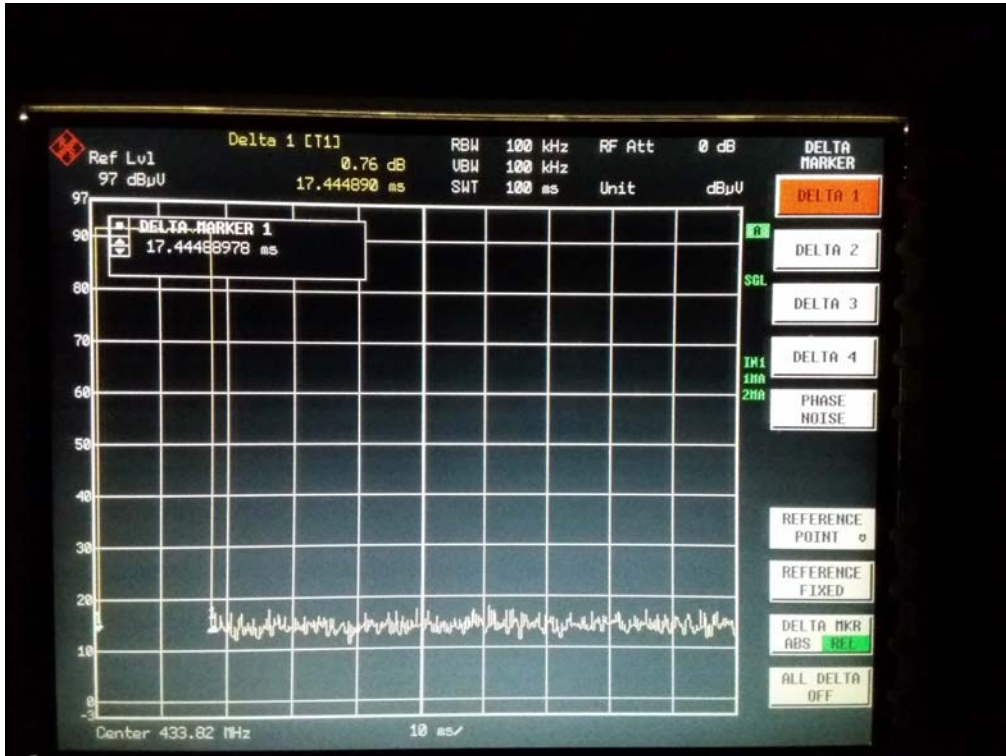 Delta 1 [T1]
RBW 100 kHz RF Att 0 dB
Ref Lvl 0.76 dB VBW 100 kHz
97 dBµV 17.444890 ms SWT 100 ms Unit dBµV
DELTA MARKER
DELTA 1
97
DELTA MARKER 1
17.44488978 ms
90
A
DELTA 2
80
SGL
DELTA 3
70
IN1
1MA
2MA
DELTA 4
60
PHASE NOISE
50
40
REFERENCE POINT
30
REFERENCE FIXED
20
1
DELTA MKR
ABS REL
10
ALL DELTA OFF
0
-3
Center 433.82 MHz 10 ms/